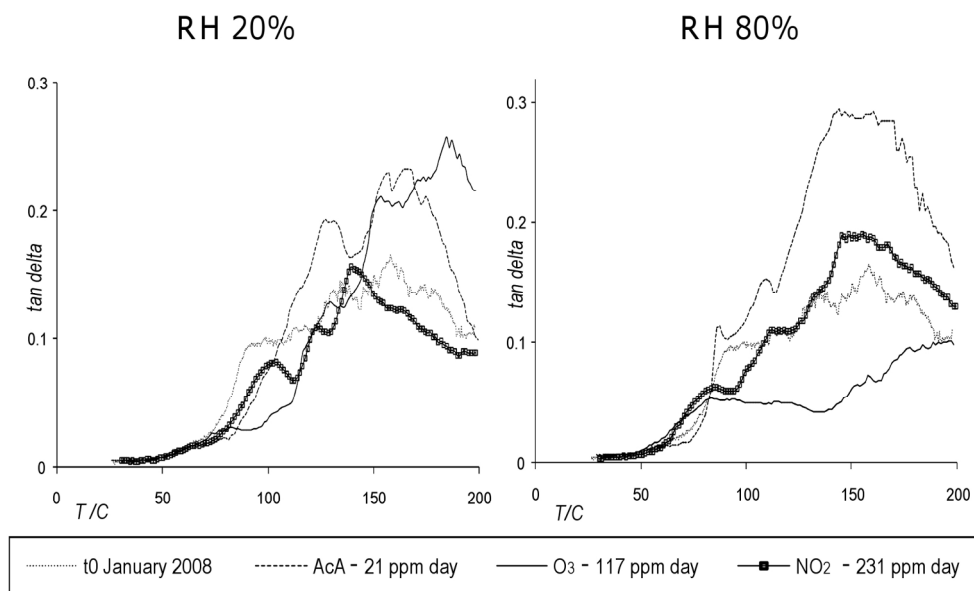 RH 20%
RH 80%
0.3
0.2
0.1
0
tan delta
0
50
100
150
200
T/C
0.3
0.2
0.1
0
tan delta
0
50
100
150
200
T/C
t0 January 2008
AcA - 21 ppm day
O3 - 117 ppm day
NO2 - 231 ppm day